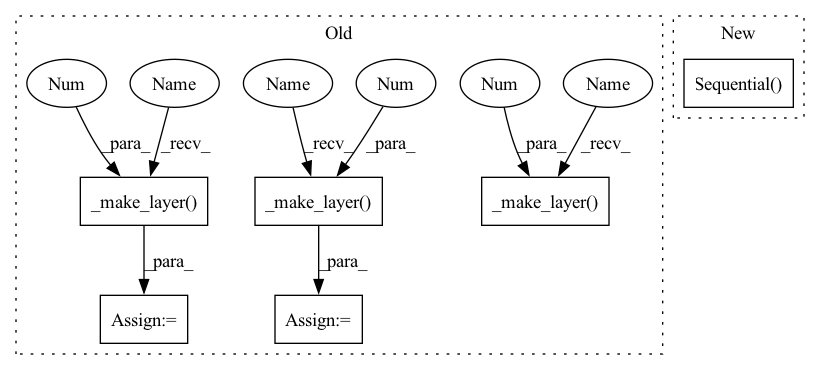 Old
New
Num
Name
Name
Num
Num
Name
Sequential()
_para_
_recv_
_recv_
_para_
_para_
_recv_
_make_layer()
_make_layer()
_make_layer()
_para_
_para_
Assign:=
Assign:=